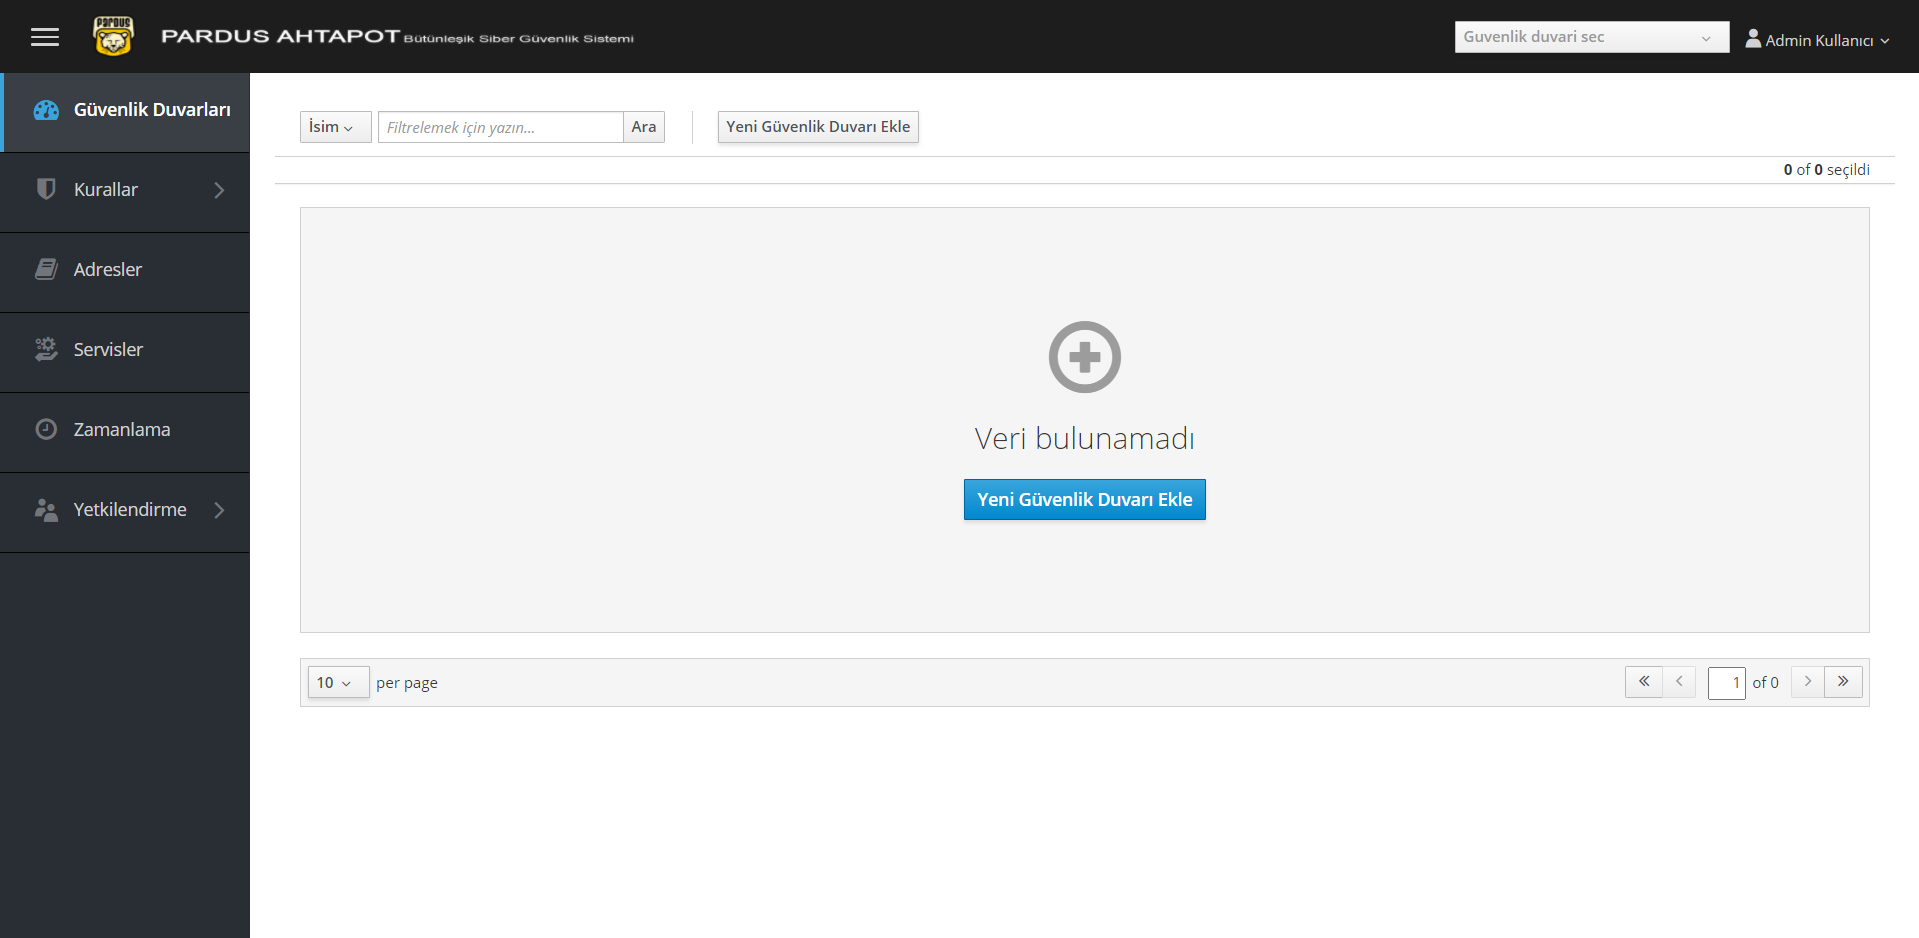 PARDUS
PARDUS AHTAPOT Bütünleşik Siber Güvenlik Sistemi
Guvenlik duvari sec
Admin Kullanıcı
Güvenlik Duvarları
Kurallar
Adresler
Servisler
Zamanlama
Yetkilendirme
İsim
Filtrelemek için yazın...
Ara
Yeni Güvenlik Duvarı Ekle
0 of 0 seçildi
Veri bulunamadı
Yeni Güvenlik Duvarı Ekle
10 per page
1 of 0